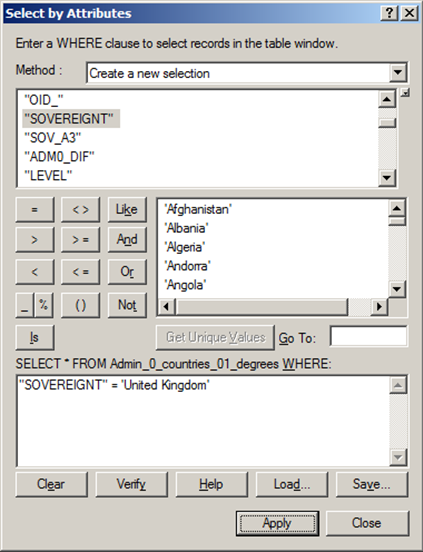 Select by Attributes
Enter a WHERE clause to select records in the table window.
Method : Create a new selection
"OID_"
"SOVEREIGNT"
"SOV_A3"
"ADM0_DIF"
"LEVEL"
= < > Like
> > = And
< < = Or
_ % ( ) Not
Is
'Afghanistan'
'Albania'
'Algeria'
'Andorra'
'Angola'
Get Unique Values Go To:
SELECT * FROM Admin_0_countries_01_degrees WHERE:
"SOVEREIGNT" = 'United Kingdom'
Clear Verify Help Load... Save...
Apply Close